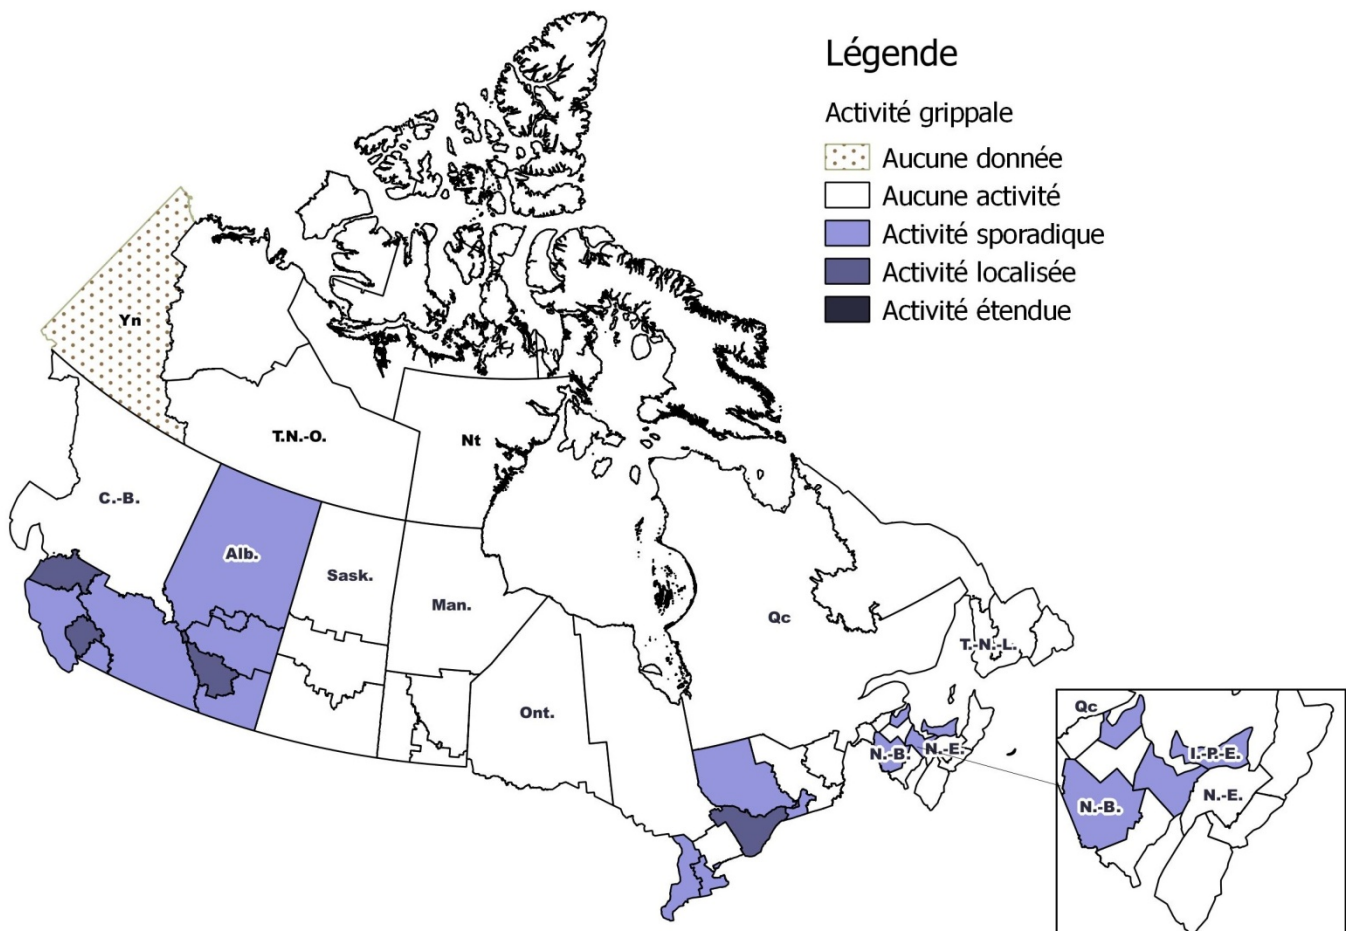 Légende
Activité grippale
Aucune donnée
Aucune activité
Activité sporadique
Activité localisée
Activité étendue
Yn
T.N.-O.
Nt
C.-B.
Alb.
Sask.
Man.
Qc
T.-N.-L.
Ont.
N.-B.
N.-E.
Qc
I.-P.-E.
N.-B.
N.-E.